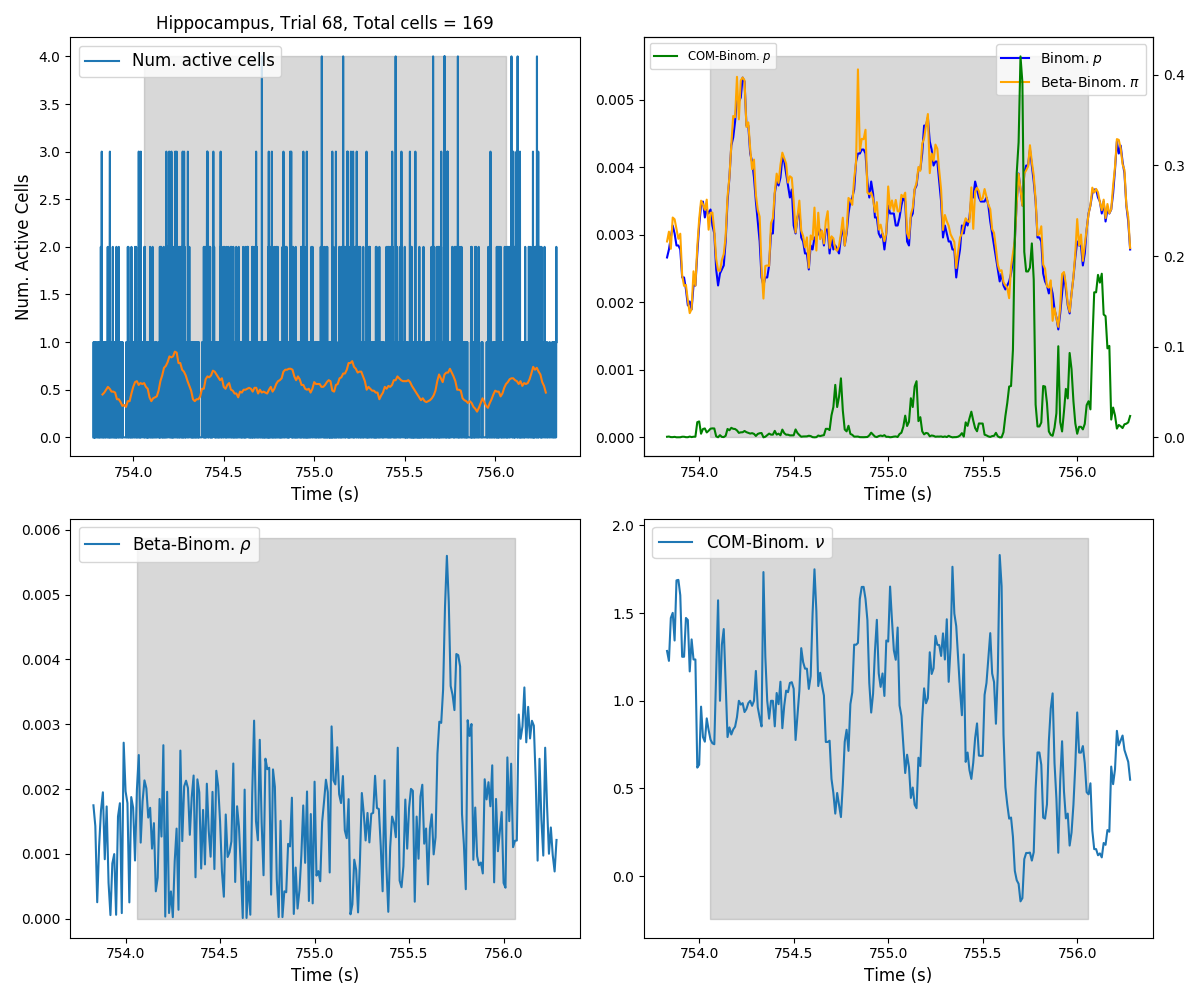 Hippocampus, Trial 68, Total cells = 169
Num. active cells
4.0
3.5
3.0
2.5
2.0
1.5
1.0
0.5
0.0
Num. Active Cells
754.0 754.5 755.0 755.5 756.0
Time (s)
COM-Binom. p
Binom. p
Beta-Binom. π
0.005
0.004
0.003
0.002
0.001
0.000
0.4
0.3
0.2
0.1
0.0
754.0 754.5 755.0 755.5 756.0
Time (s)
Beta-Binom. ρ
0.006
0.005
0.004
0.003
0.002
0.001
0.000
754.0 754.5 755.0 755.5 756.0
Time (s)
COM-Binom. ν
2.0
1.5
1.0
0.5
0.0
754.0 754.5 755.0 755.5 756.0
Time (s)